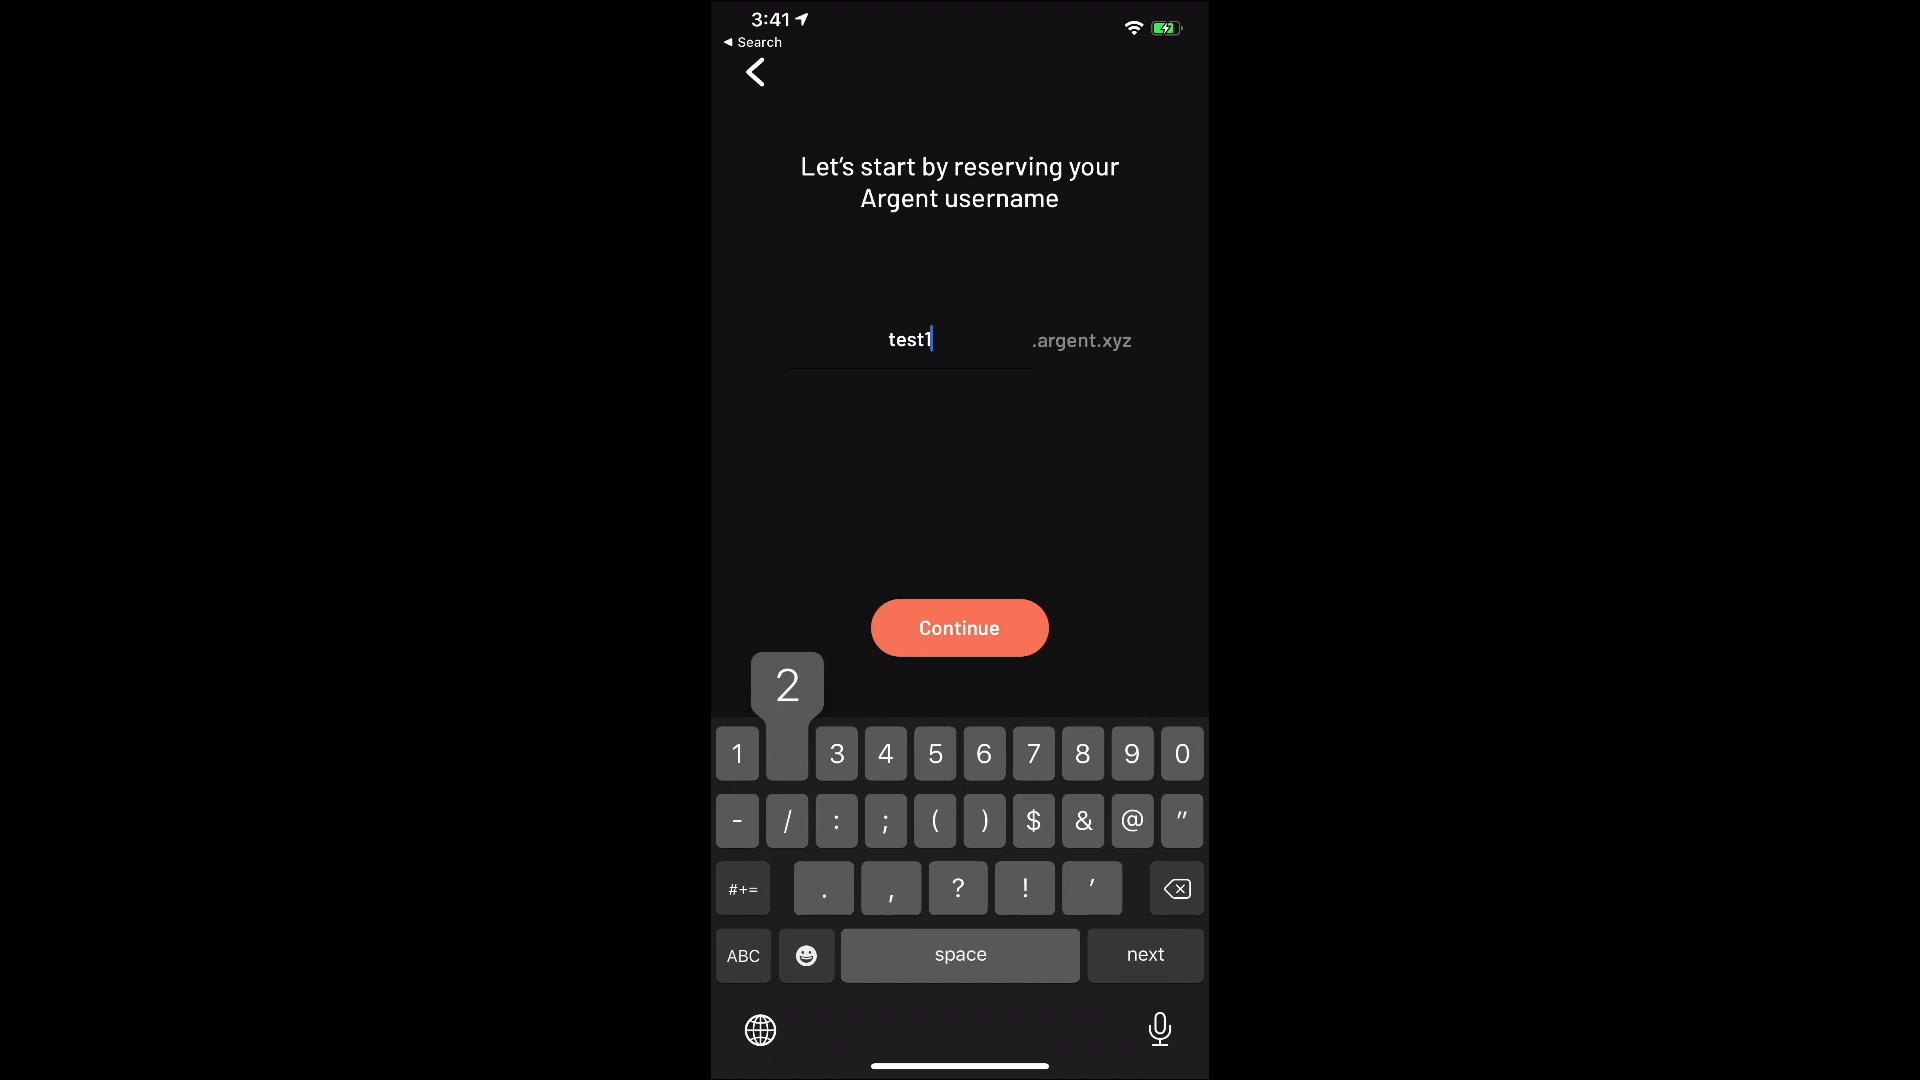 3:41
◀ Search
Let’s start by reserving your
Argent username
test1
.argent.xyz
Continue
2
1 3 4 5 6 7 8 9 0
- / : ; ( ) $ & @ "
#+= . , ? ! ′
ABC space next